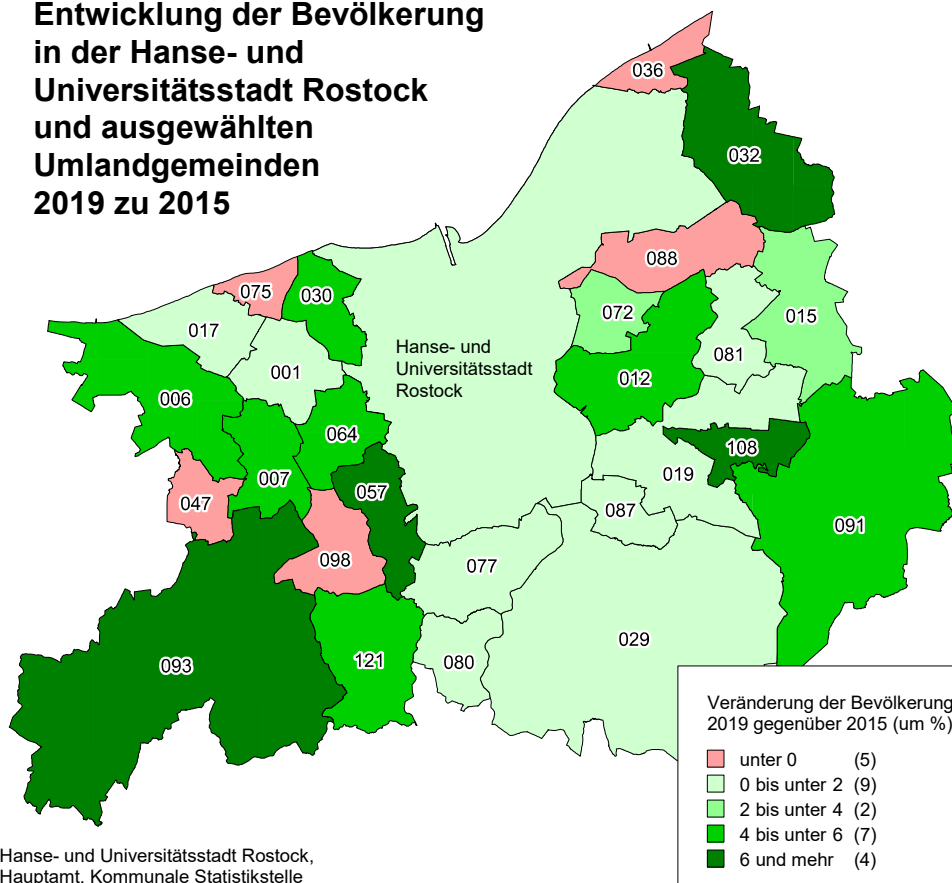 Entwicklung der Bevölkerung
in der Hanse- und
Universitätsstadt Rostock
und ausgewählten
Umlandgemeinden
2019 zu 2015
036
032
088
075
030
072
015
017
081
001
Hanse- und
Universitätsstadt
Rostock
012
006
064
108
007
019
057
047
087
091
098
077
029
093
121
080
Veränderung der Bevölkerung
2019 gegenüber 2015 (um %)
unter 0 (5)
0 bis unter 2 (9)
2 bis unter 4 (2)
4 bis unter 6 (7)
6 und mehr (4)
Hanse- und Universitätsstadt Rostock,
Hauptamt, Kommunale Statistikstelle